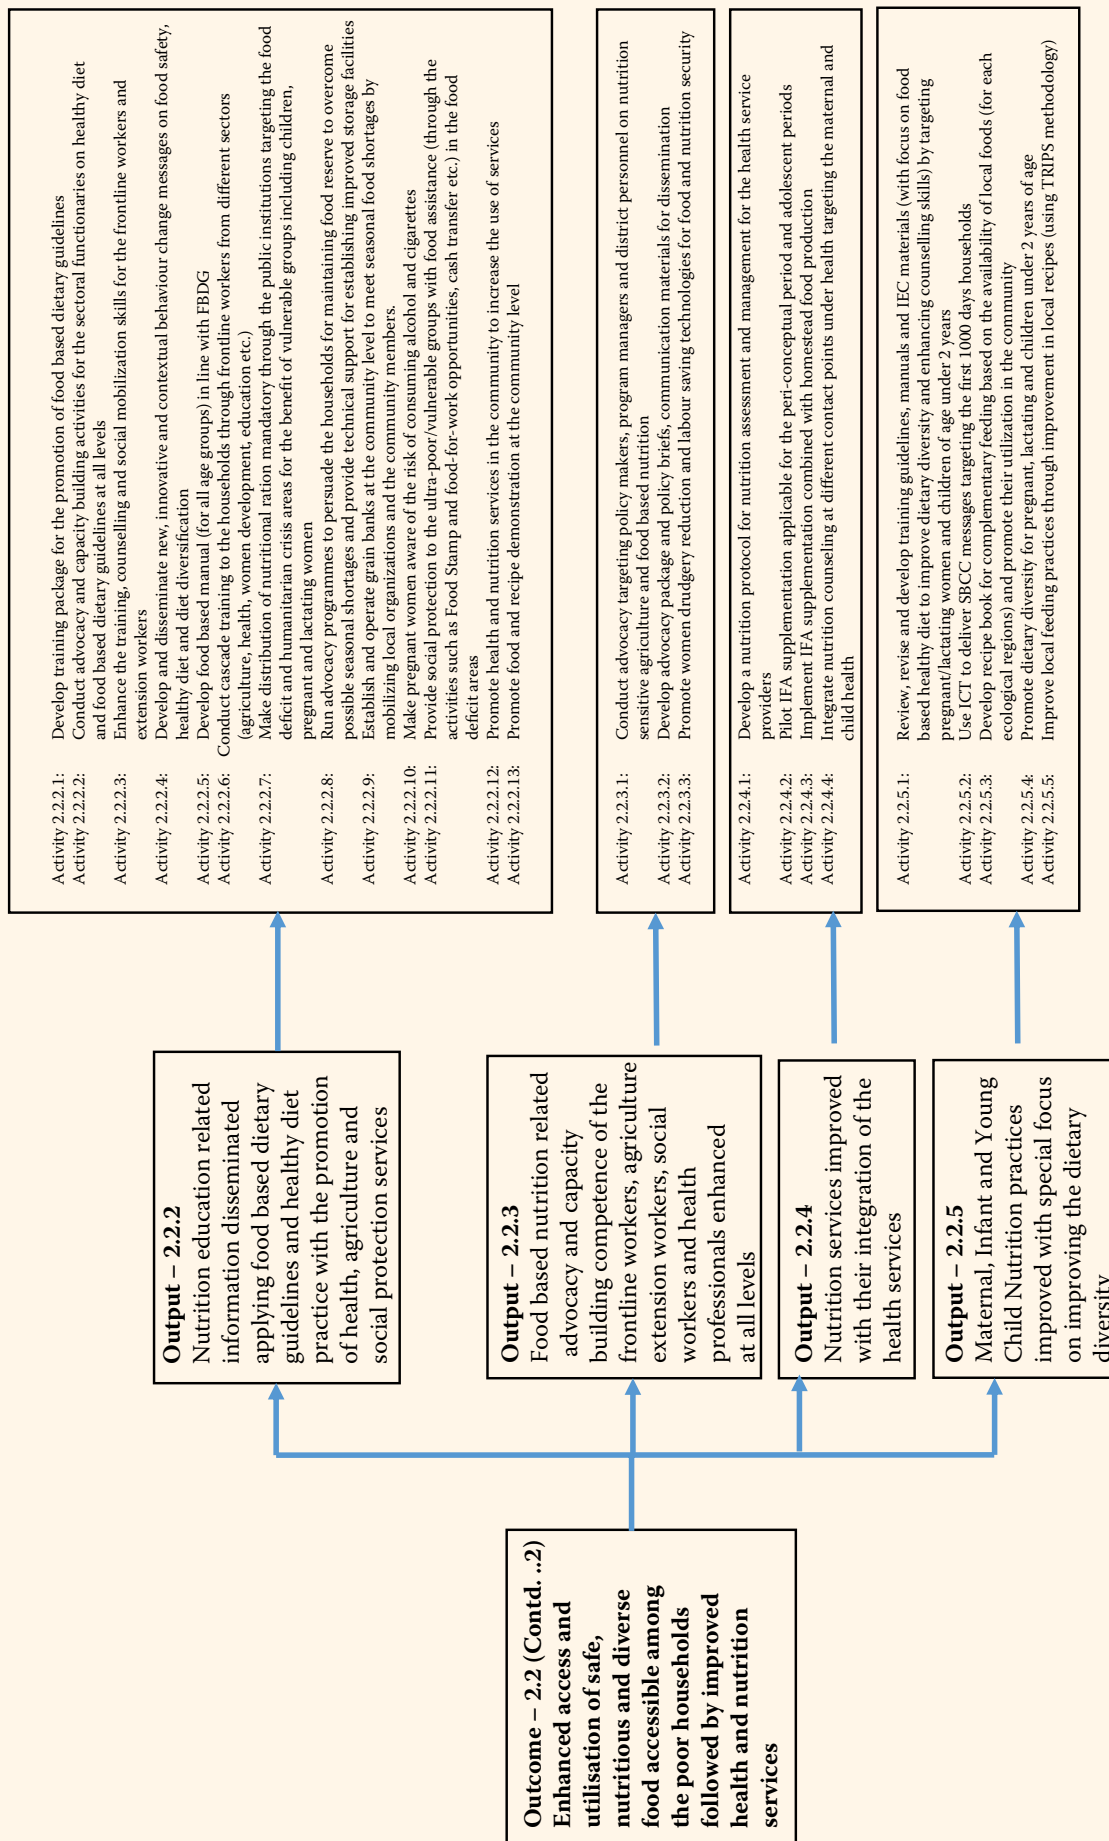 Outcome – 2.2 (Contd. ..2)
Enhanced access and
utilisation of safe,
nutritious and diverse
food accessible among
the poor households
followed by improved
health and nutrition
services
Output – 2.2.2
Nutrition education related
information disseminated
applying food based dietary
guidelines and healthy diet
practice with the promotion
of health, agriculture and
social protection services
Activity 2.2.2.1: Develop training package for the promotion of food based dietary guidelines
Activity 2.2.2.2: Conduct advocacy and capacity building activities for the sectoral functionaries on healthy diet
and food based dietary guidelines at all levels
Activity 2.2.2.3: Enhance the training, counselling and social mobilization skills for the frontline workers and
extension workers
Activity 2.2.2.4: Develop and disseminate new, innovative and contextual behaviour change messages on food safety,
healthy diet and diet diversification
Activity 2.2.2.5: Develop food based manual (for all age groups) in line with FBDG
Activity 2.2.2.6: Conduct cascade training to the households through frontline workers from different sectors
(agriculture, health, women development, education etc.)
Activity 2.2.2.7: Make distribution of nutritional ration mandatory through the public institutions targeting the food
deficit and humanitarian crisis areas for the benefit of vulnerable groups including children,
pregnant and lactating women
Activity 2.2.2.8: Run advocacy programmes to persuade the households for maintaining food reserve to overcome
possible seasonal shortages and provide technical support for establishing improved storage facilities
Activity 2.2.2.9: Establish and operate grain banks at the community level to meet seasonal food shortages by
mobilizing local organizations and the community members.
Activity 2.2.2.10: Make pregnant women aware of the risk of consuming alcohol and cigarettes
Activity 2.2.2.11: Provide social protection to the ultra-poor/vulnerable groups with food assistance (through the
activities such as Food Stamp and food-for-work opportunities, cash transfer etc.) in the food
deficit areas
Activity 2.2.2.12: Promote health and nutrition services in the community to increase the use of services
Activity 2.2.2.13: Promote food and recipe demonstration at the community level
Output – 2.2.3
Food based nutrition related
advocacy and capacity
building competence of the
frontline workers, agriculture
extension workers, social
workers and health
professionals enhanced
at all levels
Activity 2.2.3.1: Conduct advocacy targeting policy makers, program managers and district personnel on nutrition
sensitive agriculture and food based nutrition
Activity 2.2.3.2: Develop advocacy package and policy briefs, communication materials for dissemination
Activity 2.2.3.3: Promote women drudgery reduction and labour saving technologies for food and nutrition security
Output – 2.2.4
Nutrition services improved
with their integration of the
health services
Activity 2.2.4.1: Develop a nutrition protocol for nutrition assessment and management for the health service
providers
Activity 2.2.4.2: Pilot IFA supplementation applicable for the peri-conceptual period and adolescent periods
Activity 2.2.4.3: Implement IFA supplementation combined with homestead food production
Activity 2.2.4.4: Integrate nutrition counseling at different contact points under health targeting the maternal and
child health
Output – 2.2.5
Maternal, Infant and Young
Child Nutrition practices
improved with special focus
on improving the dietary
diversity
Activity 2.2.5.1: Review, revise and develop training guidelines, manuals and IEC materials (with focus on food
based healthy diet to improve dietary diversity and enhancing counselling skills) by targeting
pregnant/lactating women and children of age under 2 years
Activity 2.2.5.2: Use ICT to deliver SBCC messages targeting the first 1000 days households
Activity 2.2.5.3: Develop recipe book for complementary feeding based on the availability of local foods (for each
ecological regions) and promote their utilization in the community
Activity 2.2.5.4: Promote dietary diversity for pregnant, lactating and children under 2 years of age
Activity 2.2.5.5: Improve local feeding practices through improvement in local recipes (using TRIPS methodology)